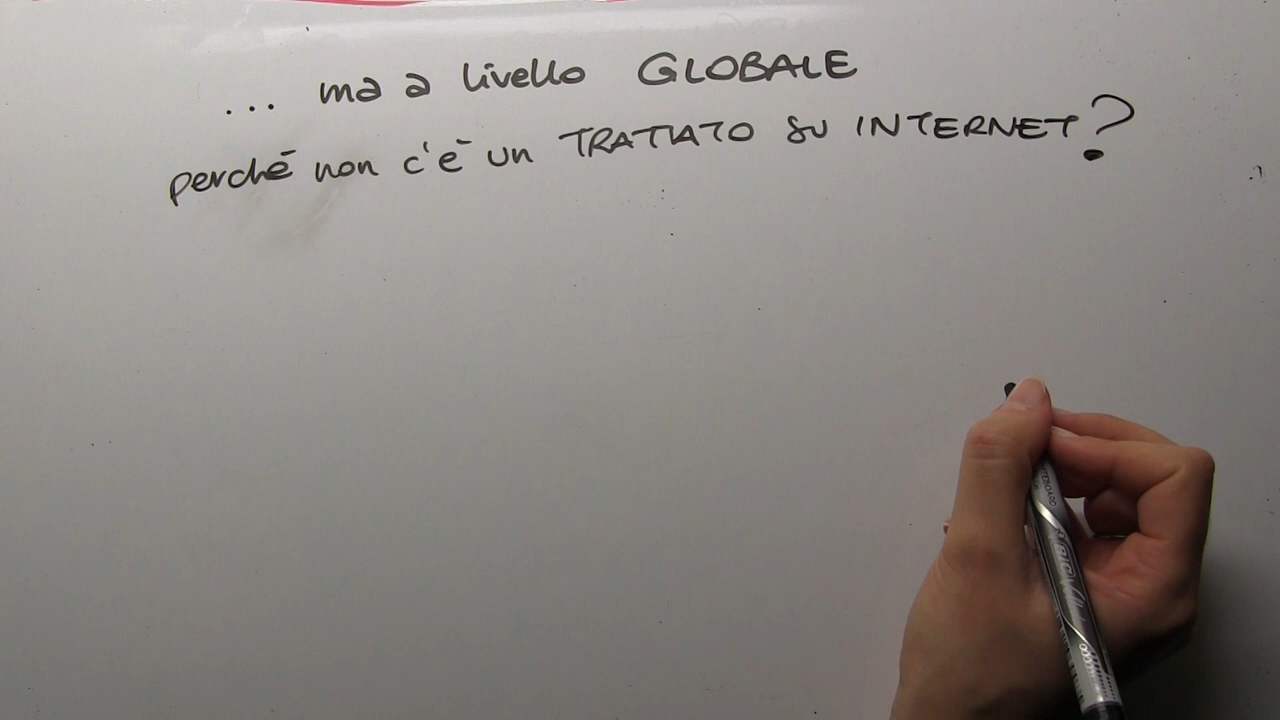 ... ma a livello GLOBALE
perché non c'è un TRATTATO SU INTERNET?